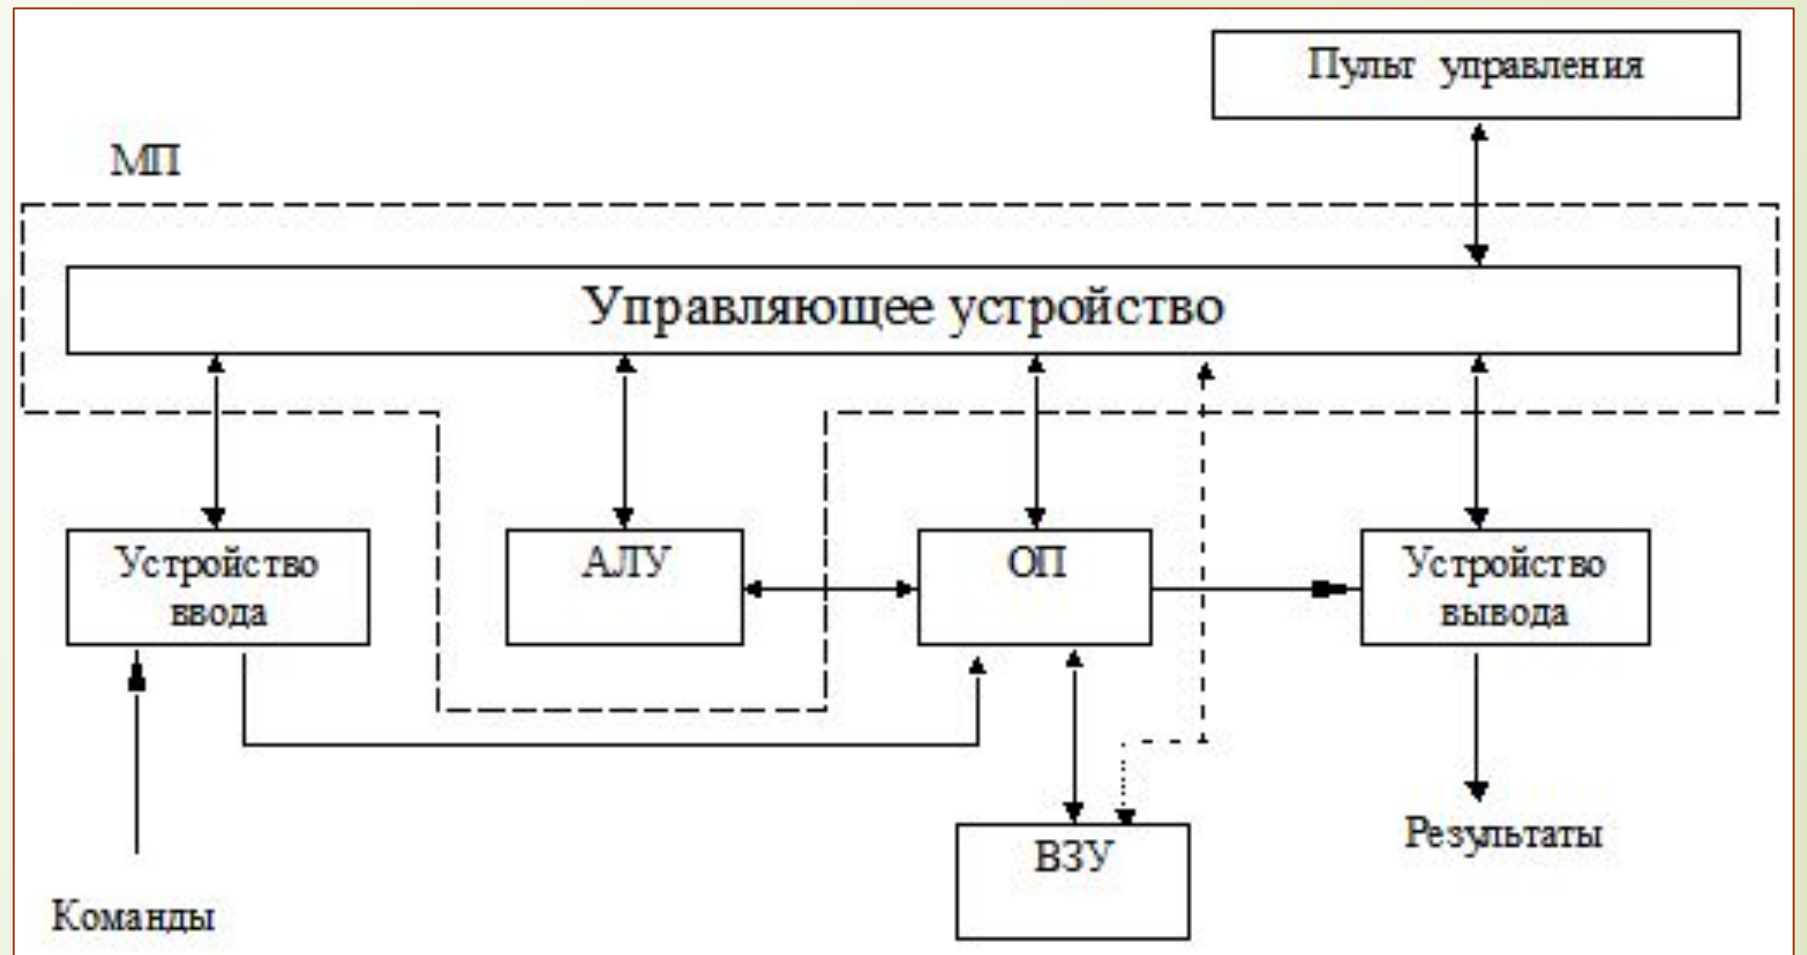 Пульт управления
МП
Управляющее устройство
Устройство
ввода
АЛУ
ОП
Устройство
вывода
ВЗУ
Результаты
Команды